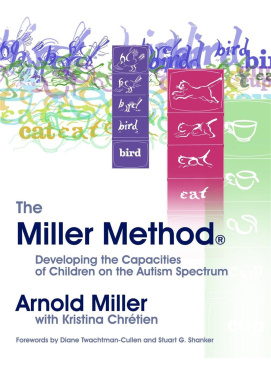 bird
bird
bird
bird
cat
cat
cat
The
Miller Method®
Developing the Capacities
of Children on the Autism Spectrum
Arnold Miller
with Kristina Chrétien
Forewords by Diane Twachtman-Cullen and Stuart G. Shanker